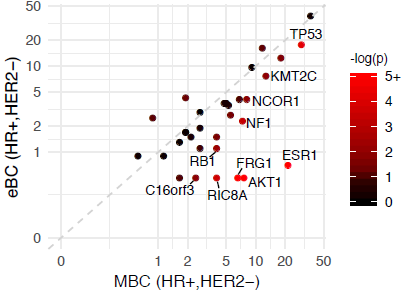 50
20
10
5
2
1
0
eBC (HR+,HER2−)
TP53
KMT2C
NCOR1
NF1
RB1
FRG1
ESR1
C16orf3
RIC8A
AKT1
0
1
2
5
10
20
50
MBC (HR+,HER2−)
-log(p)
5+
4
3
2
1
0